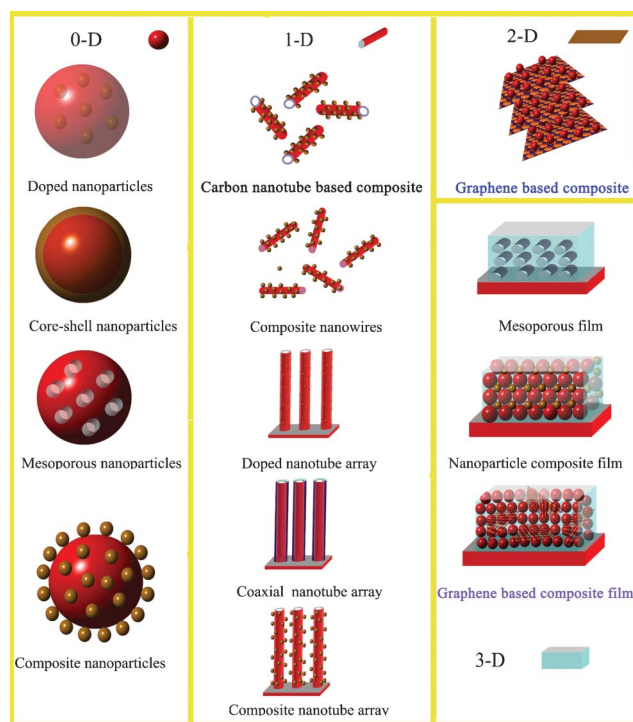 0-D
Doped nanoparticles
Core-shell nanoparticles
Mesoporous nanoparticles
Composite nanoparticles
1-D
Carbon nanotube based composite
Composite nanowires
Doped nanotube array
Coaxial nanotube array
Composite nanotube array
2-D
Graphene based composite
Mesoporous film
Nanoparticle composite film
Graphene based composite film
3-D